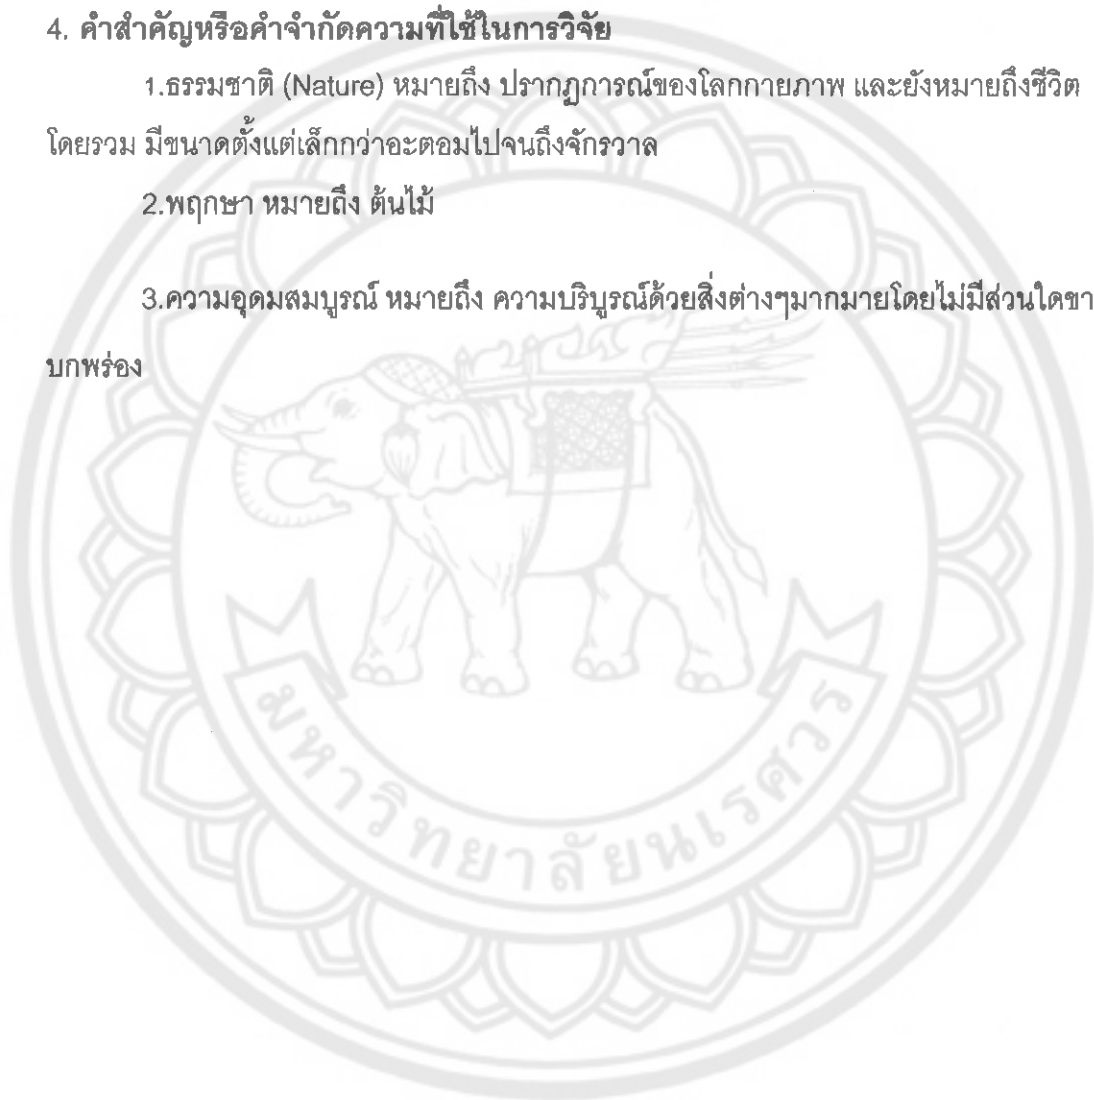 4. คำสำคัญหรือคำจำกัดความที่ใช้ในการวิจัย
1.ธรรมชาติ (Nature) หมายถึง ปรากฏการณ์ของโลกกายภาพ และยังหมายถึงชีวิต
โดยรวม มีขนาดตั้งแต่เล็กกว่าอะตอมไปจนถึงจักรวาล
2.พฤกษา หมายถึง ต้นไม้
3.ความอุดมสมบูรณ์ หมายถึง ความบริบูรณ์ด้วยสิ่งต่างๆมากมายโดยไม่มีส่วนใดขา
บกพร่อง
มหาวิทยาลัยนเรศวร